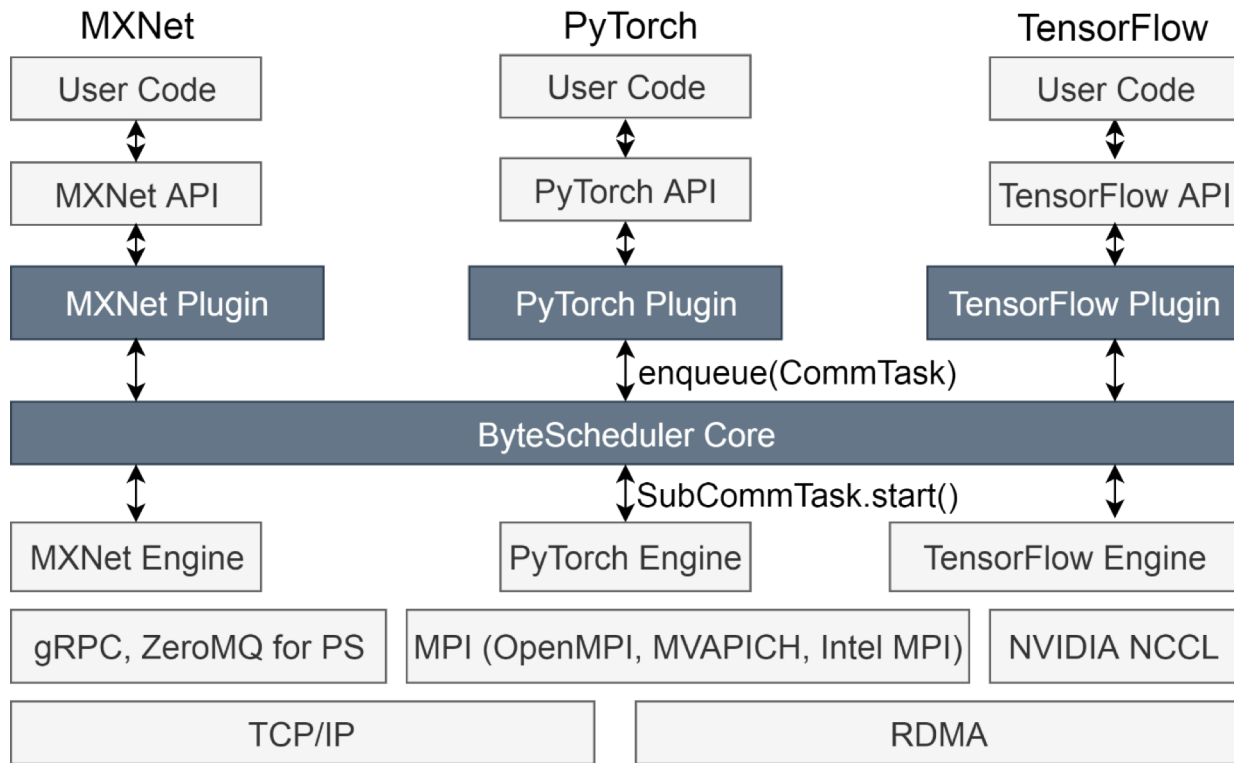 MXNet
PyTorch
TensorFlow
User Code
User Code
User Code
MXNet API
PyTorch API
TensorFlow API
MXNet Plugin
PyTorch Plugin
TensorFlow Plugin
enqueue(CommTask)
ByteScheduler Core
SubCommTask.start()
MXNet Engine
PyTorch Engine
TensorFlow Engine
gRPC, ZeroMQ for PS
MPI (OpenMPI, MVAPICH, Intel MPI)
NVIDIA NCCL
TCP/IP
RDMA